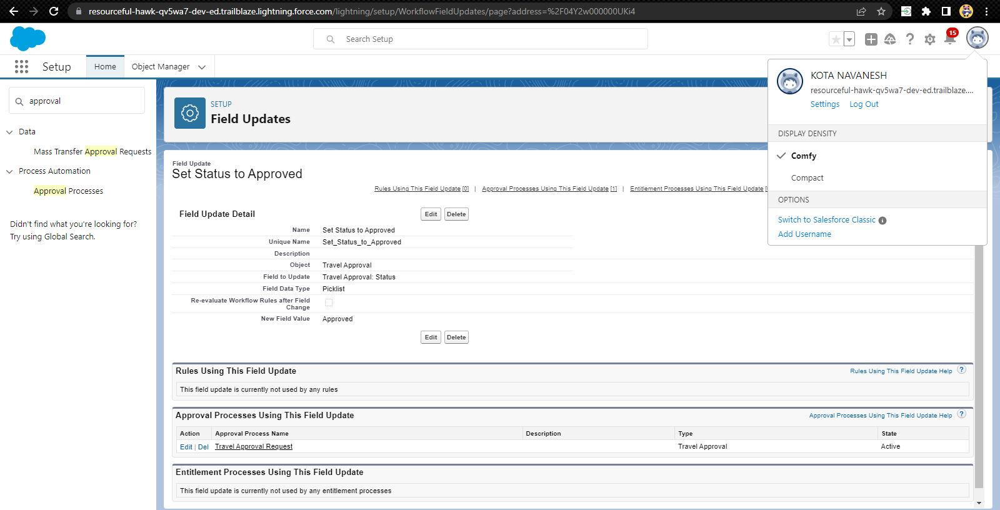 resourceful-hawk-qv5wa7-dev-ed.trailblaze.lightning.force.com/lightning/setup/WorkflowFieldUpdates/page?address=%2F04Y2w000000UKi4
Search Setup
15
Setup
Home
Object Manager
KOTA NAVANESH
resourceful-hawk-qv5wa7-dev-ed.trailblaze....
Settings Log Out
DISPLAY DENSITY
Comfy
Compact
OPTIONS
Switch to Salesforce Classic
Add Username
approval
Data
Mass Transfer Approval Requests
Process Automation
Approval Processes
Didn't find what you're looking for?
Try using Global Search.
SETUP
Field Updates
Field Update
Set Status to Approved
Rules Using This Field Update [0] | Approval Processes Using This Field Update [1] | Entitlement Processes Using This Field Update
Field Update Detail Edit Delete
Name Set Status to Approved
Unique Name Set_Status_to_Approved
Description
Object Travel Approval
Field to Update Travel Approval: Status
Field Data Type Picklist
Re-evaluate Workflow Rules after Field
Change
New Field Value Approved
Edit Delete
Rules Using This Field Update Rules Using This Field Update Help ?
This field update is currently not used by any rules
Approval Processes Using This Field Update Approval Processes Using This Field Update Help ?
Action Approval Process Name Description Type State
Edit | Del Travel Approval Request Travel Approval Active
Entitlement Processes Using This Field Update
This field update is currently not used by any entitlement processes